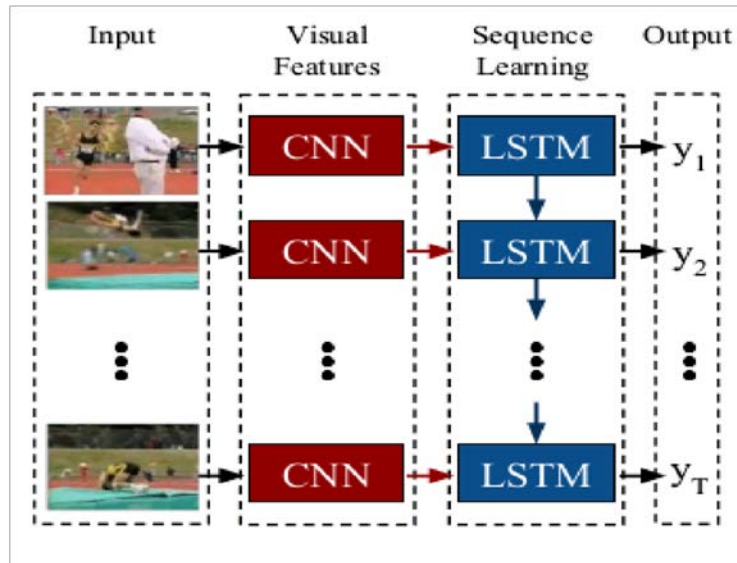 Input
Visual
Features
Sequence
Learning
Output
CNN
LSTM
y1
CNN
LSTM
y2
CNN
LSTM
yT